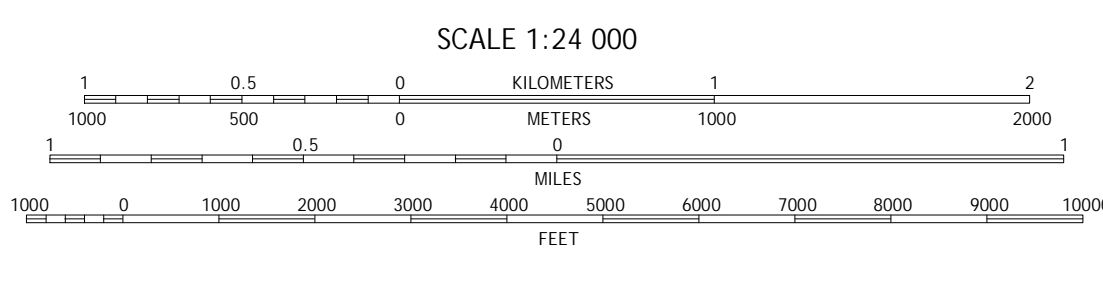 SCALE 1:24 000
1 0.5 0 KILOMETERS 1 2
1000 500 0 METERS 1000 2000
1 0.5 0 1
MILES
1000 0 1000 2000 3000 4000 5000 6000 7000 8000 9000 10000
FEET